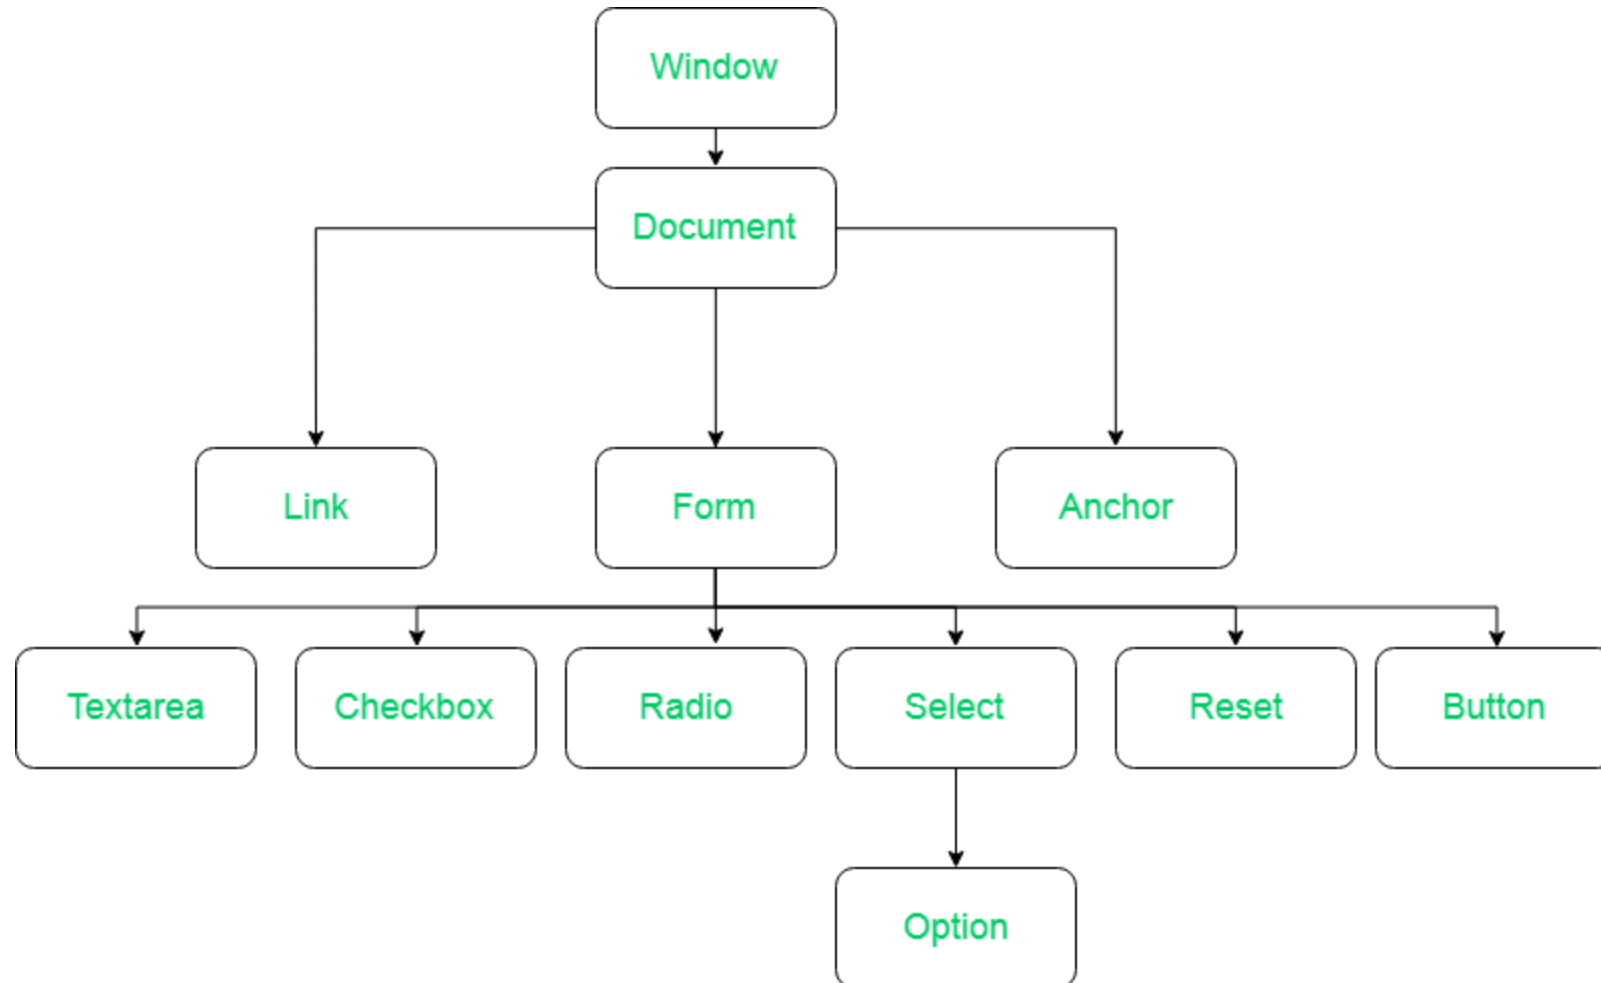 Window
Document
Link
Form
Anchor
Textarea
Checkbox
Radio
Select
Reset
Button
Option